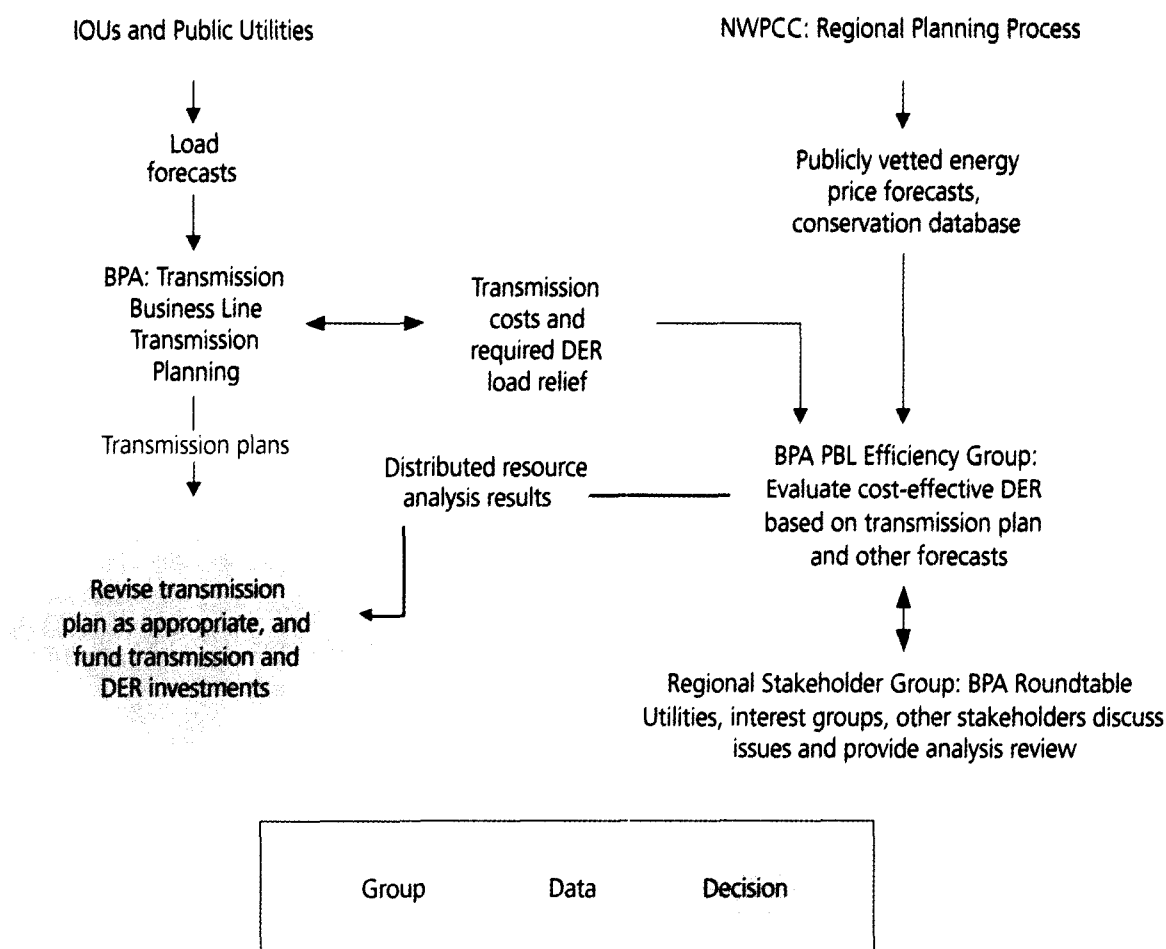 IOUs and Public Utilities
NWPCC: Regional Planning Process
Load
forecasts
Publicly vetted energy
price forecasts,
conservation database
BPA: Transmission
Business Line
Transmission
Planning
Transmission
costs and
required DER
load relief
Transmission plans
Distributed resource
analysis results
BPA PBL Efficiency Group:
Evaluate cost-effective DER
based on transmission plan
and other forecasts
Revise transmission
plan as appropriate, and
fund transmission and
DER investments
Regional Stakeholder Group: BPA Roundtable
Utilities, interest groups, other stakeholders discuss
issues and provide analysis review
Group Data Decision